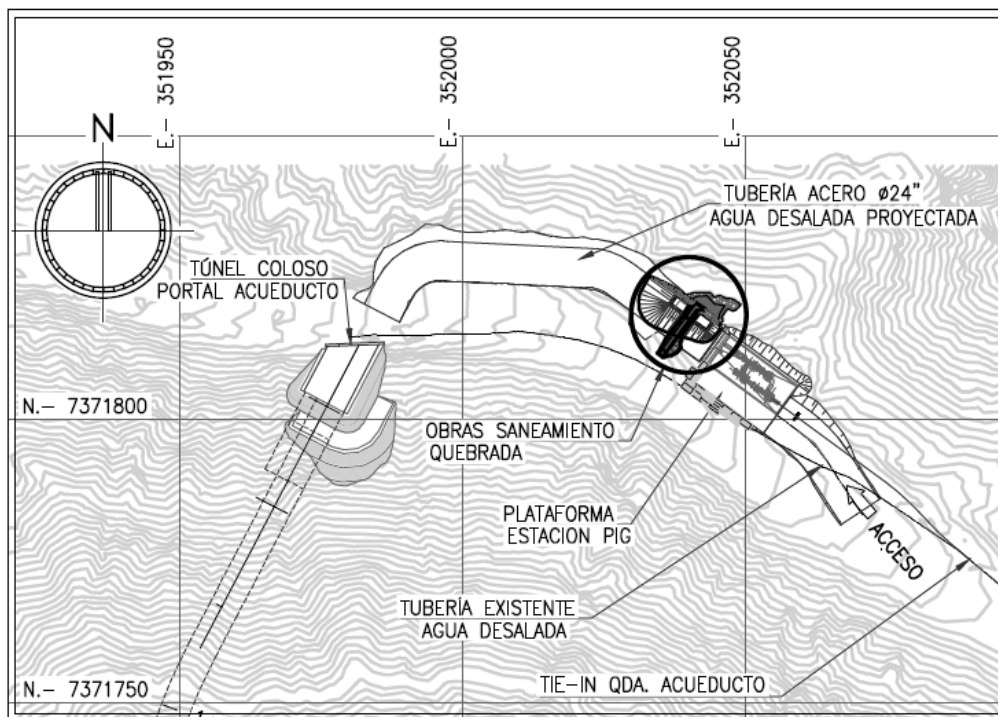 E.- 351950
E.- 352000
E.- 352050
N
TUBERÍA ACERO ø24"
AGUA DESALADA PROYECTADA
TÚNEL COLOSO
PORTAL ACUEDUCTO
N.- 7371800
OBRAS SANEAMIENTO
QUEBRADA
PLATAFORMA
ESTACION PIG
ACCESO
TUBERÍA EXISTENTE
AGUA DESALADA
TIE-IN QDA. ACUEDUCTO
N.- 7371750